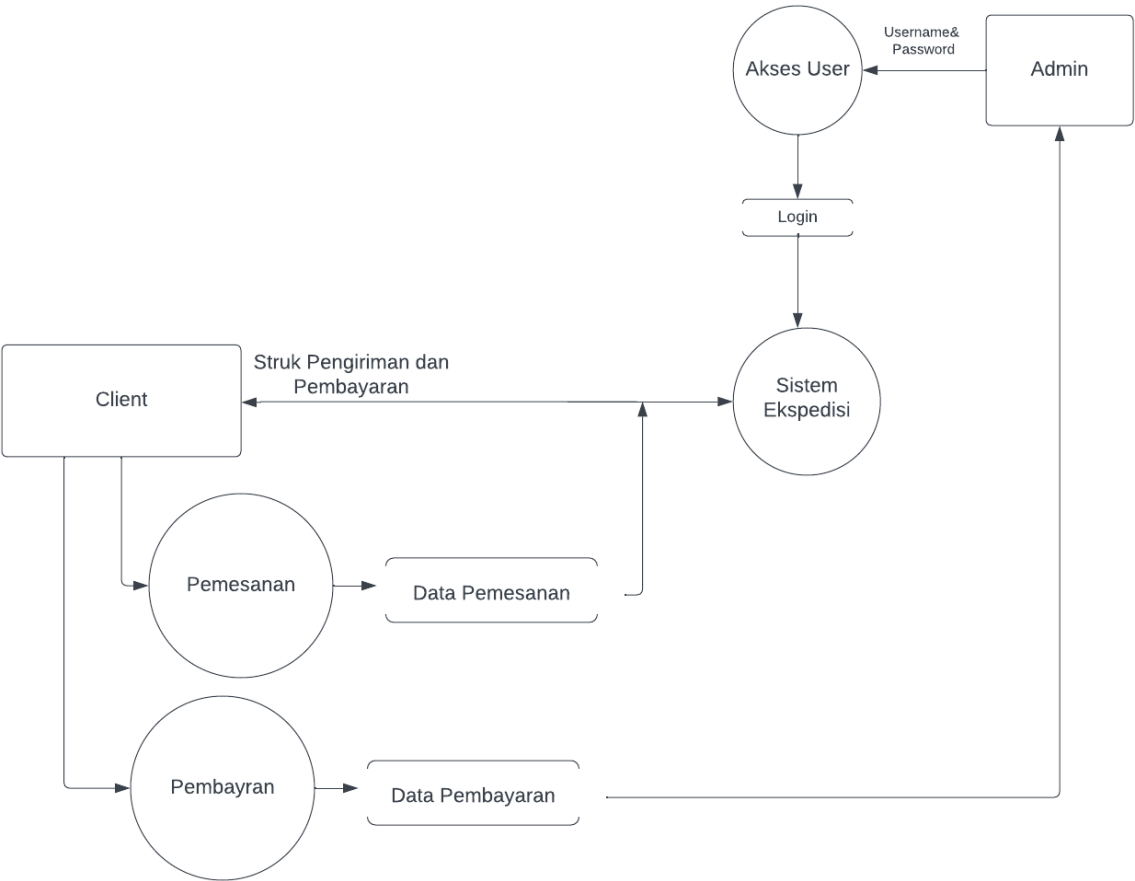 Username&
Password
Akses User
Admin
Login
Struk Pengiriman dan
Pembayaran
Client
Sistem
Ekspedisi
Pemesanan
Data Pemesanan
Pembayran
Data Pembayaran